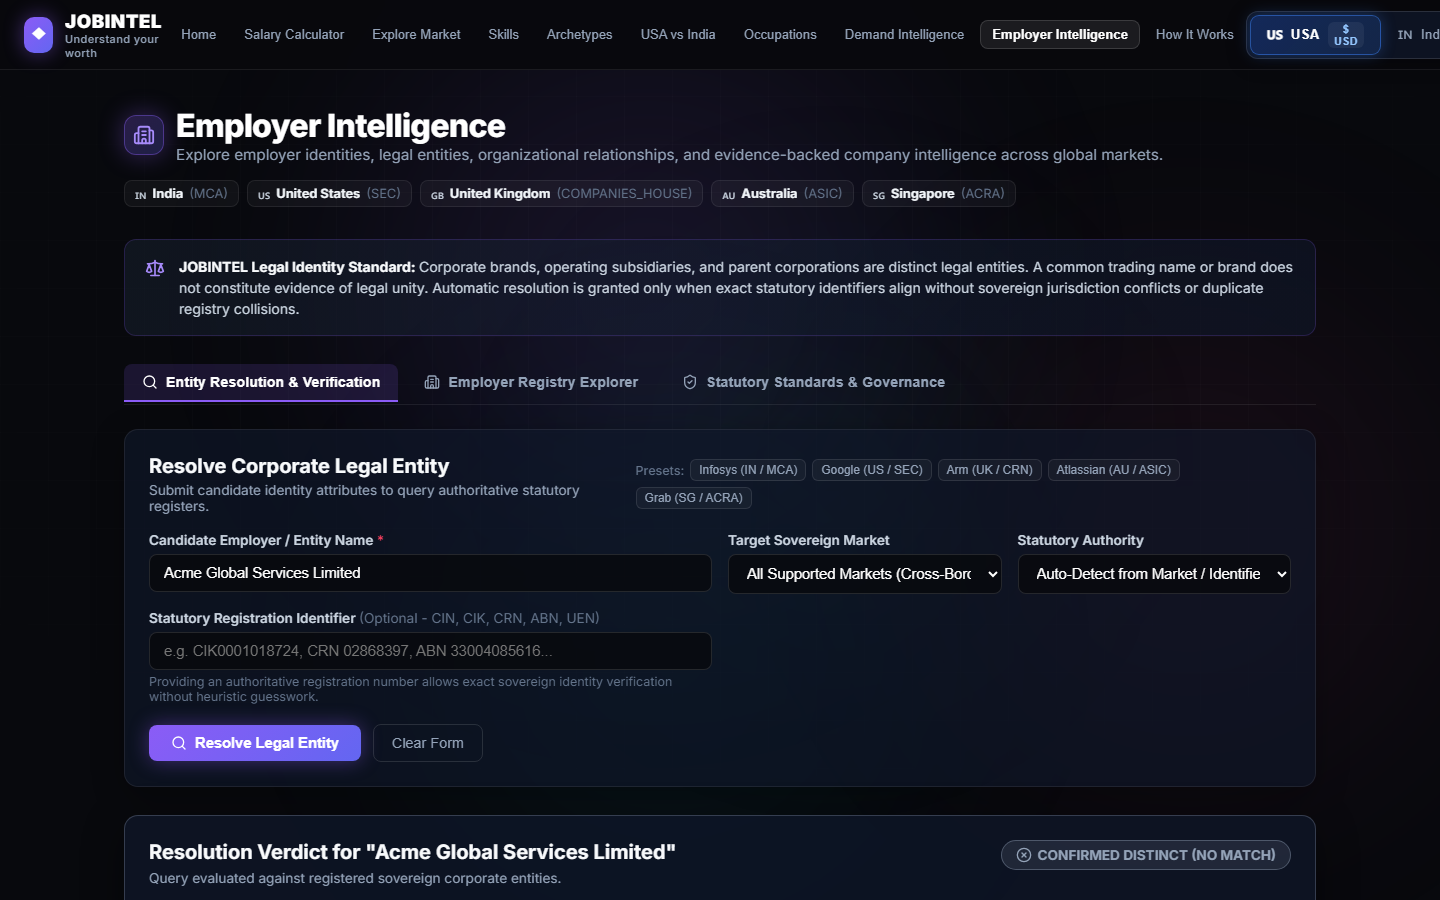 JOBINTEL
Understand your
worth
Home
Salary Calculator
Explore Market
Skills
Archetypes
USA vs India
Occupations
Demand Intelligence
Employer Intelligence
How It Works
US USA $ USD
IN Ind
Employer Intelligence
Explore employer identities, legal entities, organizational relationships, and evidence-backed company intelligence across global markets.
IN India (MCA)
US United States (SEC)
GB United Kingdom (COMPANIES_HOUSE)
AU Australia (ASIC)
SG Singapore (ACRA)
JOBINTEL Legal Identity Standard: Corporate brands, operating subsidiaries, and parent corporations are distinct legal entities. A common trading name or brand does
not constitute evidence of legal unity. Automatic resolution is granted only when exact statutory identifiers align without sovereign jurisdiction conflicts or duplicate
registry collisions.
Entity Resolution & Verification
Employer Registry Explorer
Statutory Standards & Governance
Resolve Corporate Legal Entity
Submit candidate identity attributes to query authoritative statutory
registers.
Presets:
Infosys (IN / MCA)
Google (US / SEC)
Arm (UK / CRN)
Atlassian (AU / ASIC)
Grab (SG / ACRA)
Candidate Employer / Entity Name *
Acme Global Services Limited
Target Sovereign Market
All Supported Markets (Cross-Borc
Statutory Authority
Auto-Detect from Market / Identifie
Statutory Registration Identifier (Optional - CIN, CIK, CRN, ABN, UEN)
e.g. CIK0001018724, CRN 02868397, ABN 33004085616...
Providing an authoritative registration number allows exact sovereign identity verification
without heuristic guesswork.
Resolve Legal Entity
Clear Form
Resolution Verdict for "Acme Global Services Limited"
Query evaluated against registered sovereign corporate entities.
CONFIRMED DISTINCT (NO MATCH)